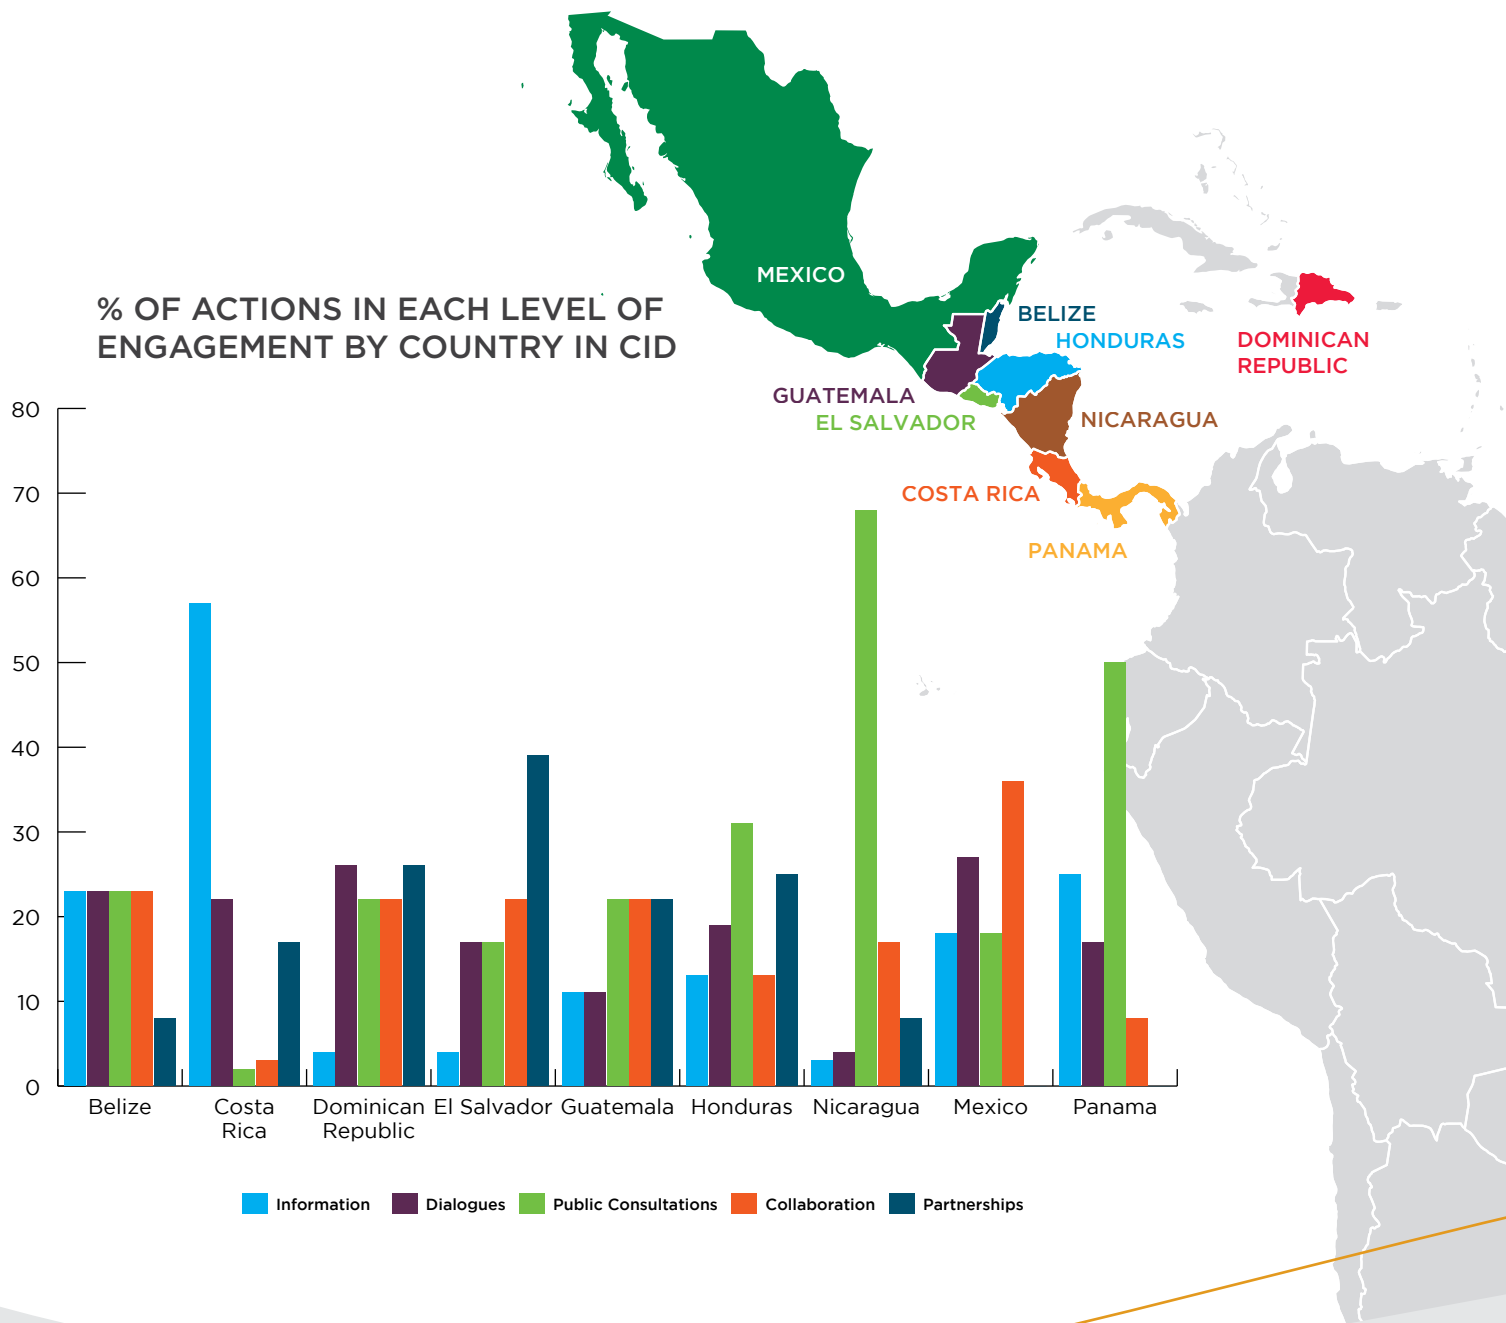 MEXICO
% OF ACTIONS IN EACH LEVEL OF
ENGAGEMENT BY COUNTRY IN CID
BELIZE
HONDURAS
DOMINICAN
REPUBLIC
GUATEMALA
EL SALVADOR
NICARAGUA
COSTA RICA
PANAMA
80
70
60
50
40
30
20
10
0
Belize
Costa
Rica
Dominican
Republic
El Salvador
Guatemala
Honduras
Nicaragua
Mexico
Panama
Information
Dialogues
Public Consultations
Collaboration
Partnerships